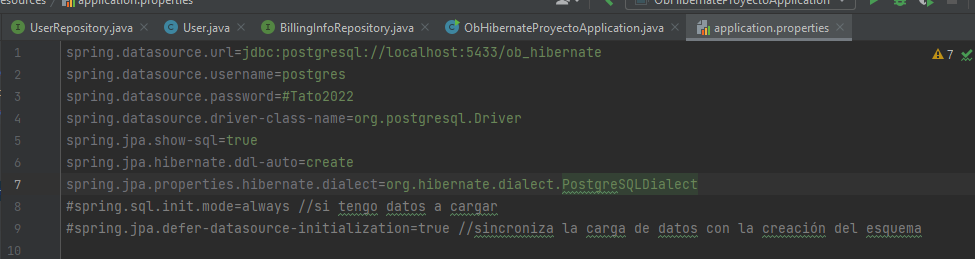 esources › application.properties
ObHibernateProyectoApplication
UserRepository.java User.java BillingInfoRepository.java ObHibernateProyectoApplication.java application.properties
1 spring.datasource.url=jdbc:postgresql://localhost:5433/ob_hibernate
7
2 spring.datasource.username=postgres
3 spring.datasource.password=#Tato2022
4 spring.datasource.driver-class-name=org.postgresql.Driver
5 spring.jpa.show-sql=true
6 spring.jpa.hibernate.ddl-auto=create
7 spring.jpa.properties.hibernate.dialect=org.hibernate.dialect.PostgreSQLDialect
8 #spring.sql.init.mode=always //si tengo datos a cargar
9 #spring.jpa.defer-datasource-initialization=true //sincroniza la carga de datos con la creación del esquema
10